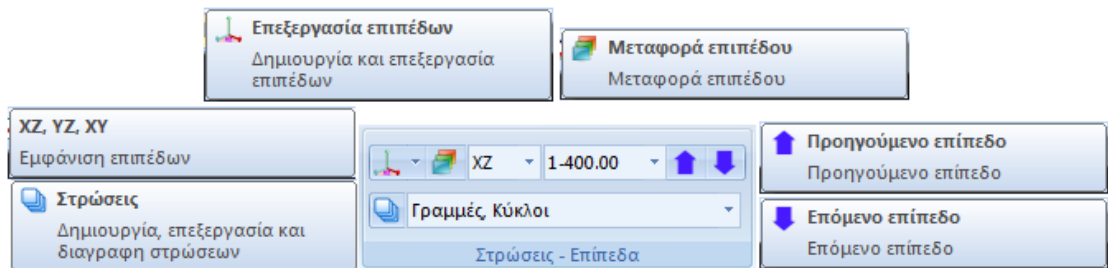 Επεξεργασία επιπέδων
Δημιουργία και επεξεργασία
επιπέδων
Μεταφορά επιπέδου
Μεταφορά επιπέδου
XZ, YZ, XY
Εμφάνιση επιπέδων
Στρώσεις
Δημιουργία, επεξεργασία και
διαγραφη στρώσεων
XZ 1-400.00
Γραμμές, Κύκλοι
Στρώσεις - Επίπεδα
Προηγούμενο επίπεδο
Προηγούμενο επίπεδο
Επόμενο επίπεδο
Επόμενο επίπεδο